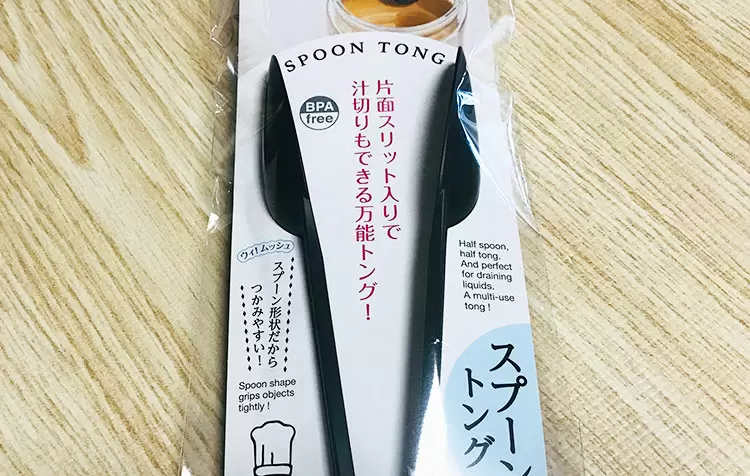 SPOON TONG
BPA
free
片面スリット入りで
汁切りもできる万能トング!
ウィ!ムッシュ
スプーン形状だから
つかみやすい!
Spoon shape
grips objects
tightly !
Half spoon,
half tong.
And perfect
for draining
liquids.
A multi-use
tong !
スプーン
トング